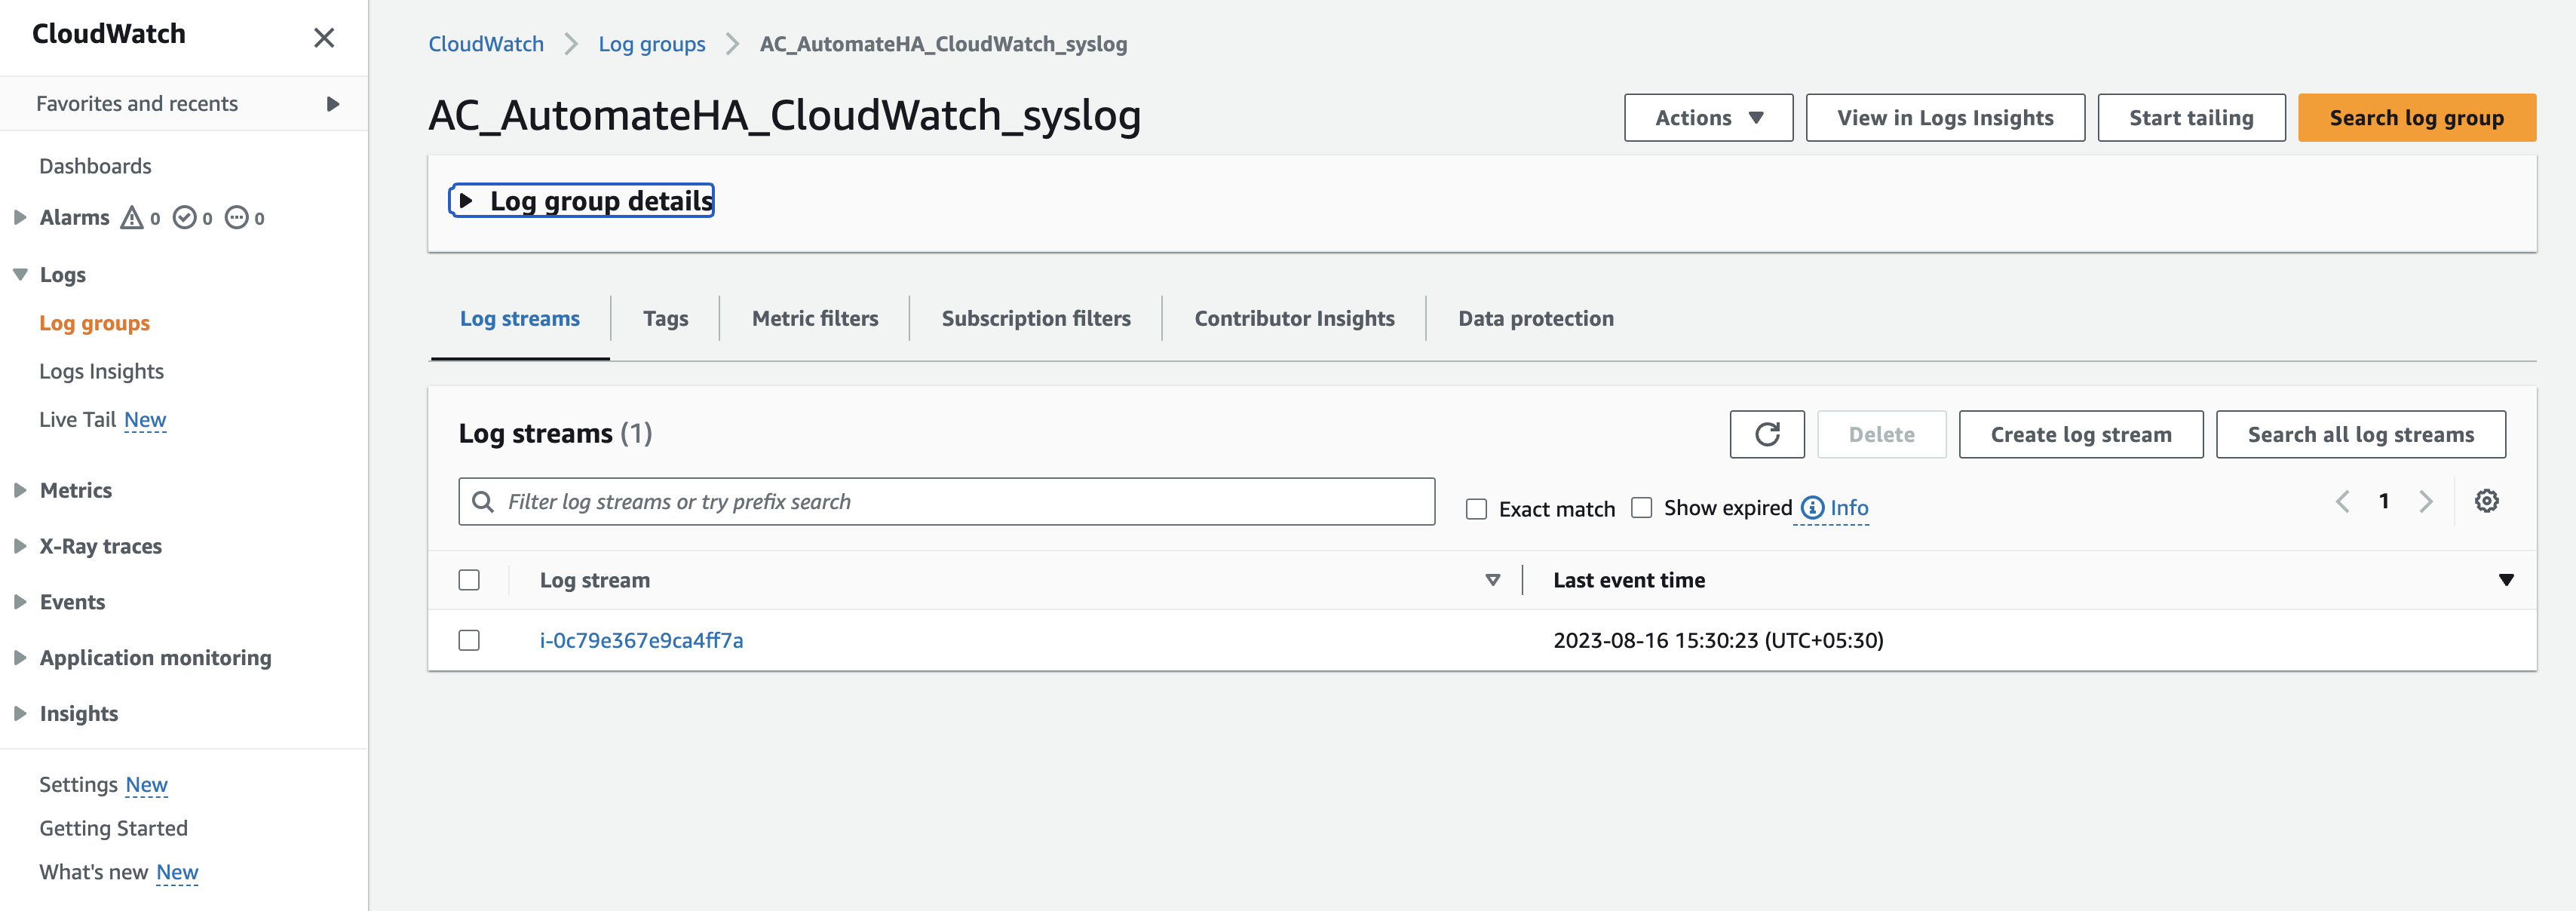 CloudWatch
Favorites and recents
Dashboards
Alarms 0 0 0
Logs
Log groups
Logs Insights
Live Tail New
Metrics
X-Ray traces
Events
Application monitoring
Insights
Settings New
Getting Started
What's new New
CloudWatch Log groups AC_AutomateHA_CloudWatch_syslog
AC_AutomateHA_CloudWatch_syslog
Actions View in Logs Insights Start tailing Search log group
Log group details
Log streams Tags Metric filters Subscription filters Contributor Insights Data protection
Log streams (1)
Delete Create log stream Search all log streams
Filter log streams or try prefix search
Exact match Show expired Info 1
Log stream Last event time
i-0c79e367e9ca4ff7a 2023-08-16 15:30:23 (UTC+05:30)